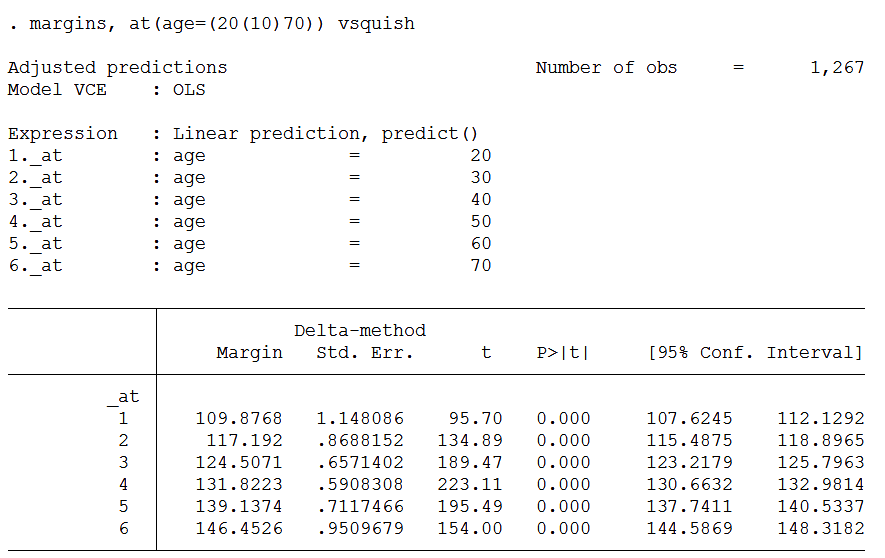 . margins, at(age=(20(10)70)) vsquish
Adjusted predictions                            Number of obs     =      1,267
Model VCE    : OLS
Expression   : Linear prediction, predict()
1._at        : age             =          20
2._at        : age             =          30
3._at        : age             =          40
4._at        : age             =          50
5._at        : age             =          60
6._at        : age             =          70
Delta-method
Margin   Std. Err.      t    P>|t|     [95% Conf. Interval]
_at
1      109.8768   1.148086    95.70   0.000     107.6245    112.1292
2       117.192   .8688152   134.89   0.000     115.4875    118.8965
3      124.5071   .6571402   189.47   0.000     123.2179    125.7963
4      131.8223   .5908308   223.11   0.000     130.6632    132.9814
5      139.1374   .7117466   195.49   0.000     137.7411    140.5337
6      146.4526   .9509679   154.00   0.000     144.5869    148.3182